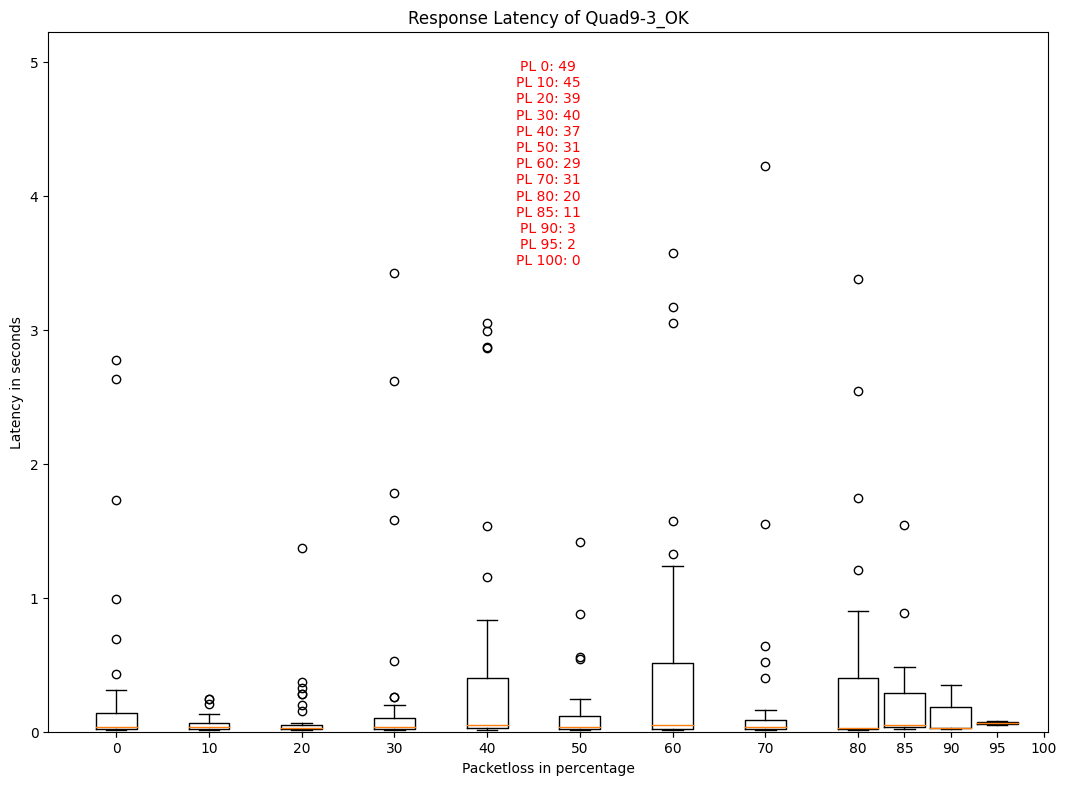 Response Latency of Quad9-3_OK
PL 0: 49
PL 10: 45
PL 20: 39
PL 30: 40
PL 40: 37
PL 50: 31
PL 60: 29
PL 70: 31
PL 80: 20
PL 85: 11
PL 90: 3
PL 95: 2
PL 100: 0
Latency in seconds
5
4
3
2
1
0
0 10 20 30 40 50 60 70 80 85 90 95 100
Packetloss in percentage